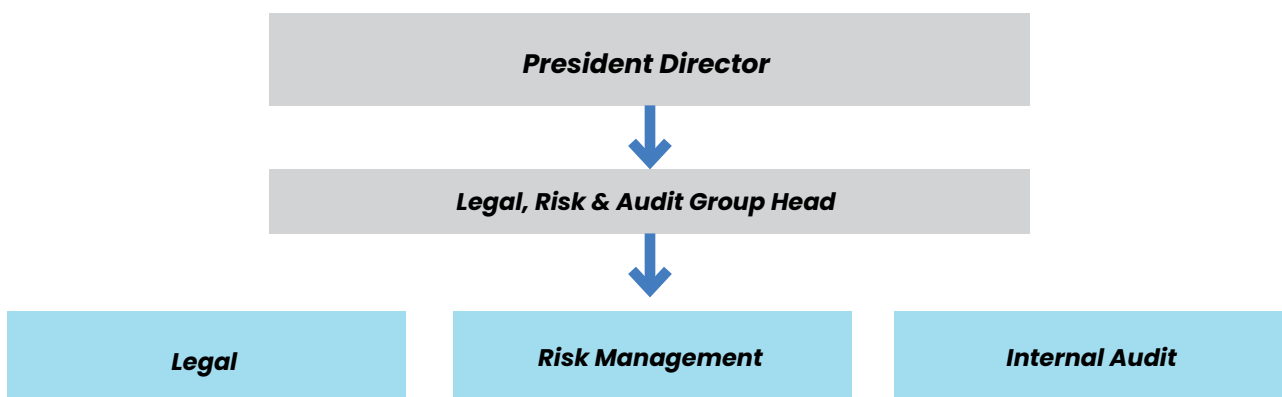 President Director
Legal, Risk & Audit Group Head
Legal
Risk Management
Internal Audit